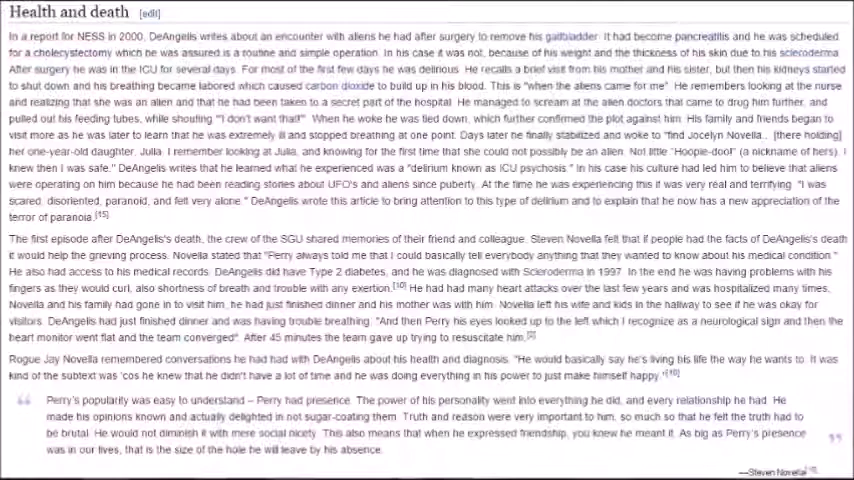 Health and death [edit]
In a report for NESS in 2000, DeAngelis writes about an encounter with aliens he had after surgery to remove his gallbladder. It had become pancreatitis and he was scheduled
for a cholecystectomy which he was assured is a routine and simple operation. In his case it was not, because of his weight and the thickness of his skin due to his scleroderma.
After surgery he was in the ICU for several days. For most of the first few days he was delirious. He recalls a brief visit from his mother and his sister, but then his kidneys started
to shut down and his breathing became labored which caused carbon dioxide to build up in his blood. This is "when the aliens came for me". He remembers looking at the nurse
and realizing that she was an alien and that he had been taken to a secret part of the hospital. He managed to scream at the alien doctors that came to drug him further, and
pulled out his feeding tubes, while shouting "'I don't want that!'" When he woke he was tied down, which further confirmed the plot against him. His family and friends began to
visit more as he was later to learn that he was extremely ill and stopped breathing at one point. Days later he finally stabilized and woke to "find Jocelyn Novella... [there holding]
her one-year-old daughter, Julia. I remember looking at Julia, and knowing for the first time that she could not possibly be an alien. Not little "Hoopie-doo!" (a nickname of hers). I
knew then I was safe." DeAngelis writes that he learned what he experienced was a "delirium known as ICU psychosis." In his case his culture had led him to believe that aliens
were operating on him because he had been reading stories about UFO's and aliens since puberty. At the time he was experiencing this it was very real and terrifying. "I was
scared, disoriented, paranoid, and felt very alone." DeAngelis wrote this article to bring attention to this type of delirium and to explain that he now has a new appreciation of the
terror of paranoia.[15]
The first episode after DeAngelis's death, the crew of the SGU shared memories of their friend and colleague. Steven Novella felt that if people had the facts of DeAngelis's death
it would help the grieving process. Novella stated that "Perry always told me that I could basically tell everybody anything that they wanted to know about his medical condition."
He also had access to his medical records. DeAngelis did have Type 2 diabetes, and he was diagnosed with Scleroderma in 1997. In the end he was having problems with his
fingers as they would curl, also shortness of breath and trouble with any exertion.[10] He had had many heart attacks over the last few years and was hospitalized many times.
Novella and his family had gone in to visit him, he had just finished dinner and his mother was with him. Novella left his wife and kids in the hallway to see if he was okay for
visitors. DeAngelis had just finished dinner and was having trouble breathing. "And then Perry his eyes looked up to the left which I recognize as a neurological sign and then the
heart monitor went flat and the team converged". After 45 minutes the team gave up trying to resuscitate him.[2]
Rogue Jay Novella remembered conversations he had had with DeAngelis about his health and diagnosis. "He would basically say he's living his life the way he wants to. It was
kind of the subtext was 'cos he knew that he didn't have a lot of time and he was doing everything in his power to just make himself happy."[10]
“ Perry's popularity was easy to understand – Perry had presence. The power of his personality went into everything he did, and every relationship he had. He
made his opinions known and actually delighted in not sugar-coating them. Truth and reason were very important to him, so much so that he felt the truth had to
be brutal. He would not diminish it with mere social nicety. This also means that when he expressed friendship, you knew he meant it. As big as Perry's presence
was in our lives, that is the size of the hole he will leave by his absence. ”
—Steven Novella